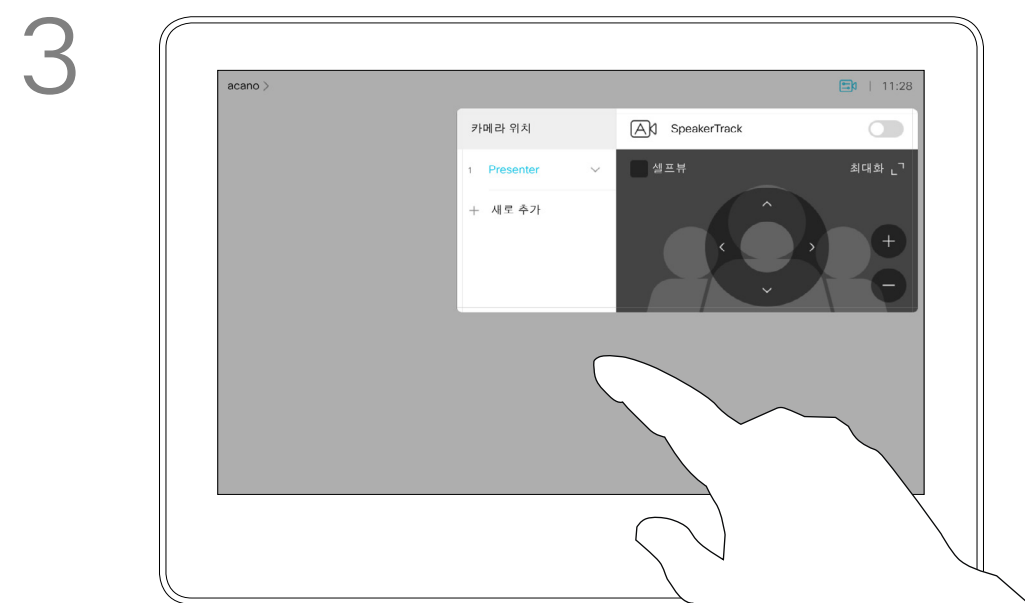 3
acano >
11:28
카메라 위치
SpeakerTrack
1 Presenter
셀프뷰
최대화
+ 새로 추가